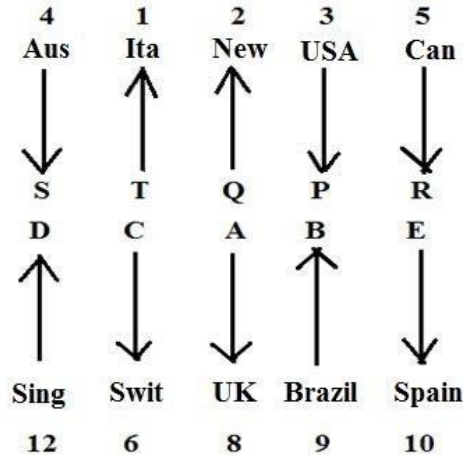 4 1 2 3 5
Aus Ita New USA Can
S T Q P R
D C A B E
Sing Swit UK Brazil Spain
12 6 8 9 10